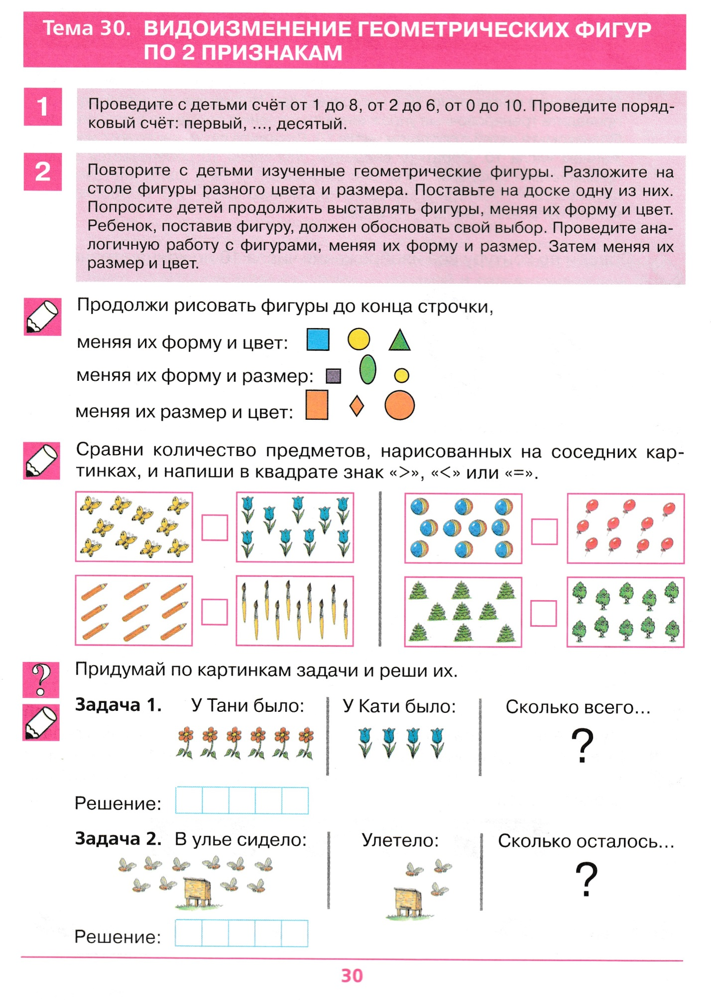 Тема 30. ВИДОИЗМЕНЕНИЕ ГЕОМЕТРИЧЕСКИХ ФИГУР
ПО 2 ПРИЗНАКАМ
1
Проведите с детьми счёт от 1 до 8, от 2 до 6, от 0 до 10. Проведите поряд-
ковый счёт: первый, ..., десятый.
2
Повторите с детьми изученные геометрические фигуры. Разложите на
столе фигуры разного цвета и размера. Поставьте на доске одну из них.
Попросите детей продолжить выставлять фигуры, меняя их форму и цвет.
Ребенок, поставив фигуру, должен обосновать свой выбор. Проведите ана-
логичную работу с фигурами, меняя их форму и размер. Затем меняя их
размер и цвет.
Продолжи рисовать фигуры до конца строчки,
меняя их форму и цвет:
меняя их форму и размер:
меняя их размер и цвет:
Сравни количество предметов, нарисованных на соседних кар-
тинках, и напиши в квадрате знак «>», «<» или «=».
?
Придумай по картинкам задачи и реши их.
Задача 1. У Тани было: У Кати было: Сколько всего...
?
Решение:
Задача 2. В улье сидело: Улетело: Сколько осталось...
?
Решение:
30